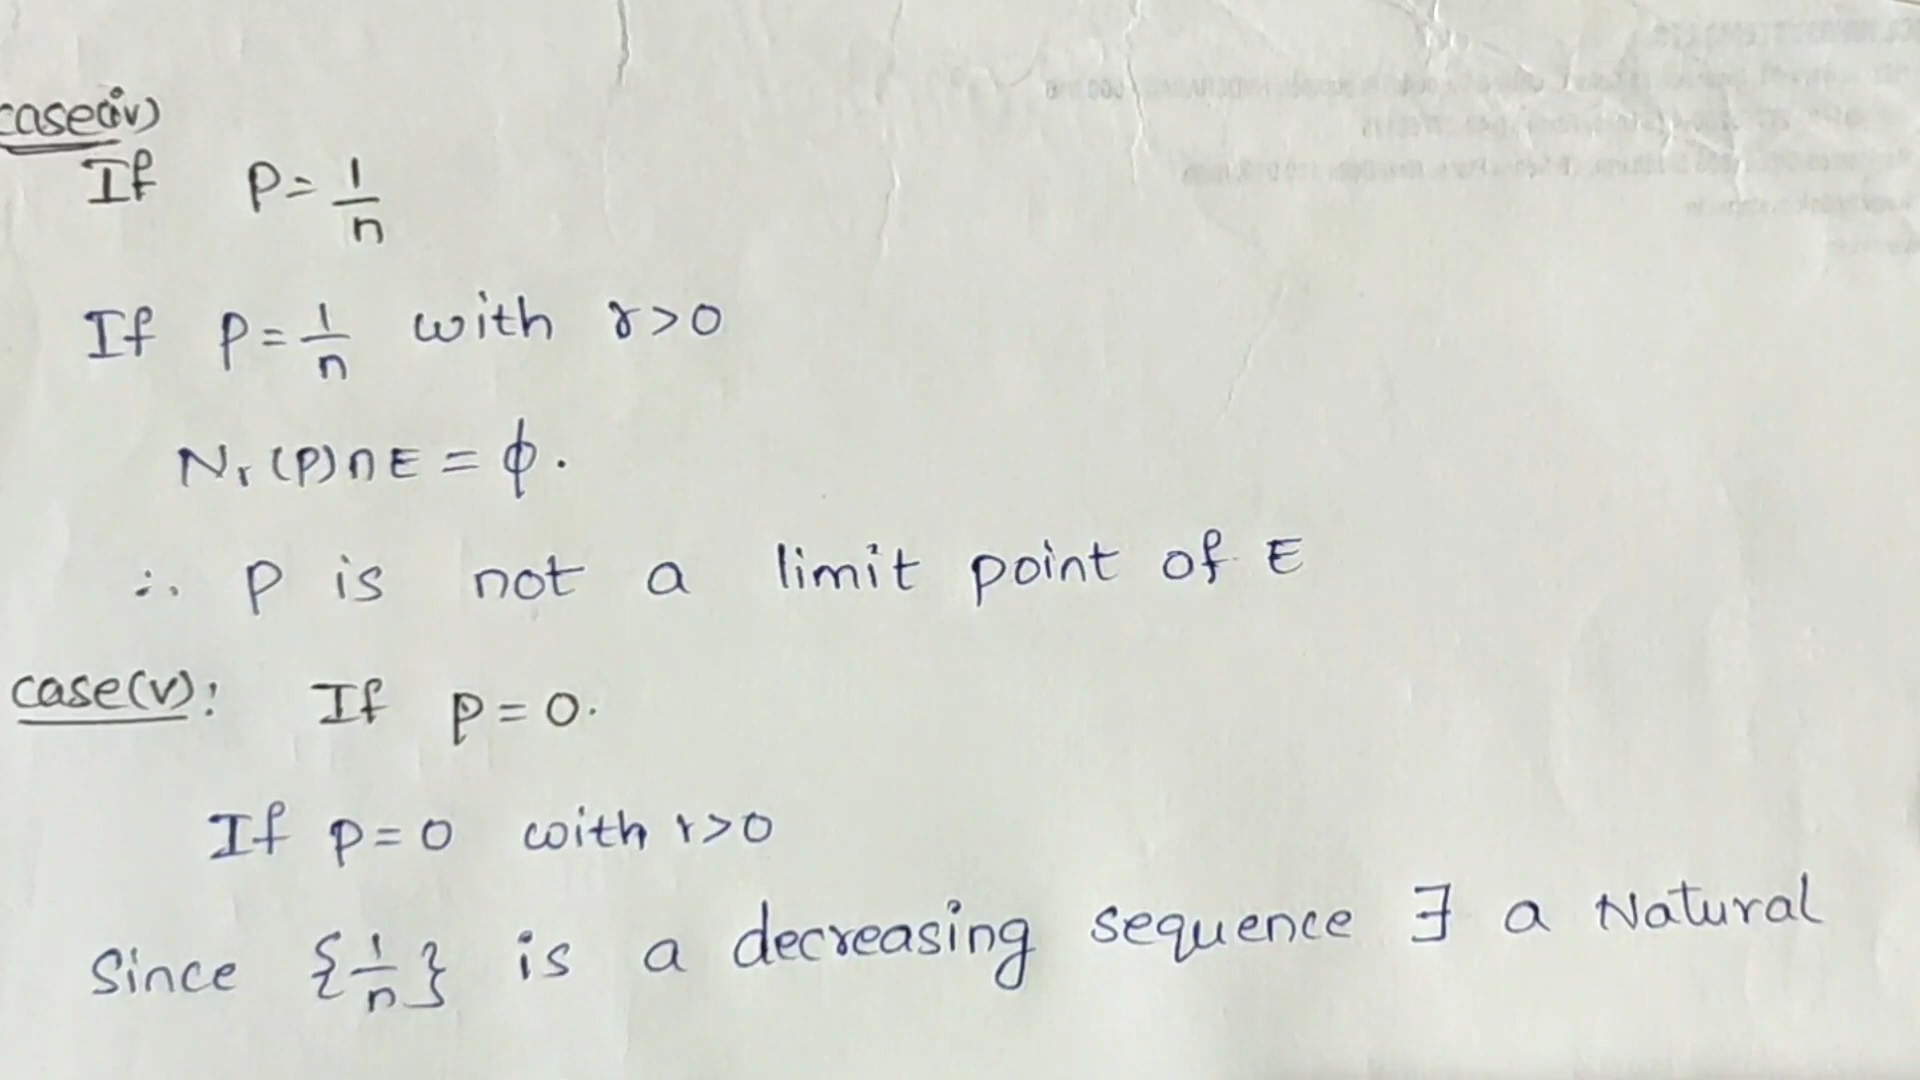 case(iv)
If p = 1/n
If p = 1/n with r>0
Nr(p)∩E = ϕ.
∴ p is not a limit point of E
case(v): If p = 0.
If p = 0 with r>0
Since {1/n} is a decreasing sequence ∃ a Natural